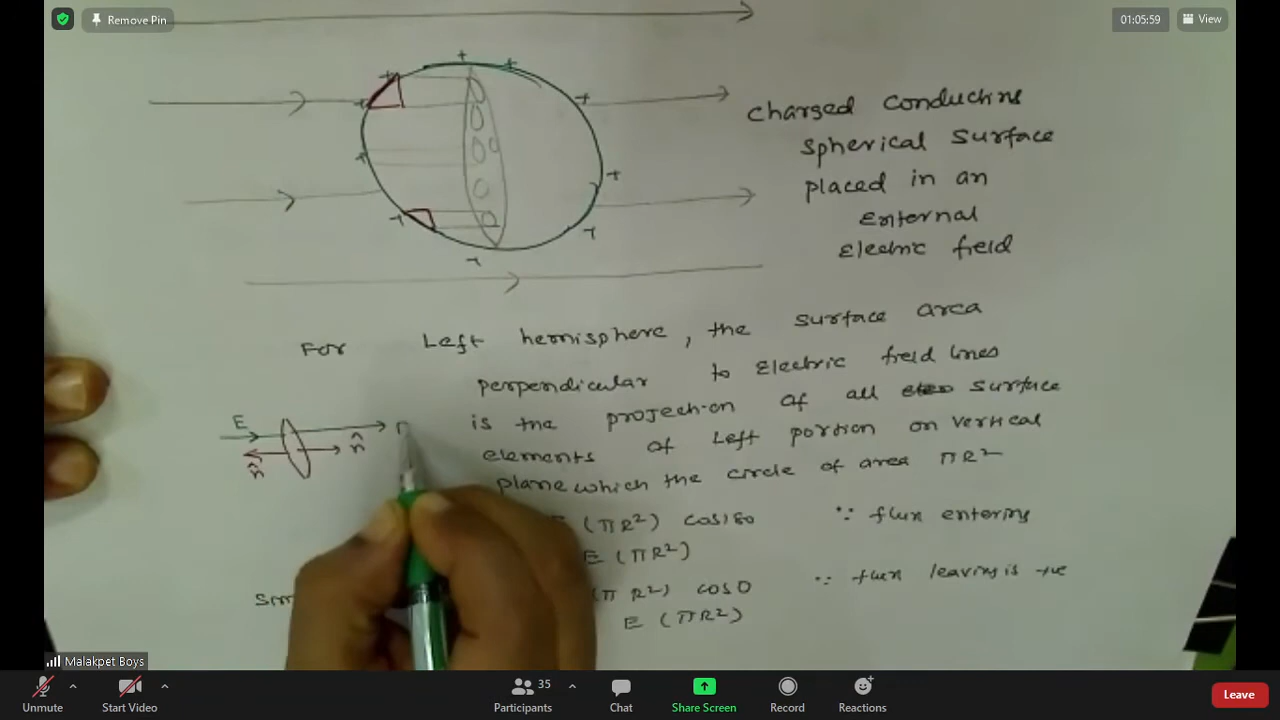 Remove Pin
01:05:59
View
+ + + + + + + + + + +
charged conducting
spherical surface
placed in an
External
Electric field
For Left hemisphere, the surface area
perpendicular to Electric field lines
is the projection of all surface
elements of Left portion on vertical
plane which the circle of area πR²
E
n̂
n̂
(πR²) cos180 ∵ flux entering
E (πR²)
(π R²) cos0 ∵ flux leaving is +ve
E (πR²)
Malakpet Boys
35
Unmute
Start Video
Participants
Chat
Share Screen
Record
Reactions
Leave